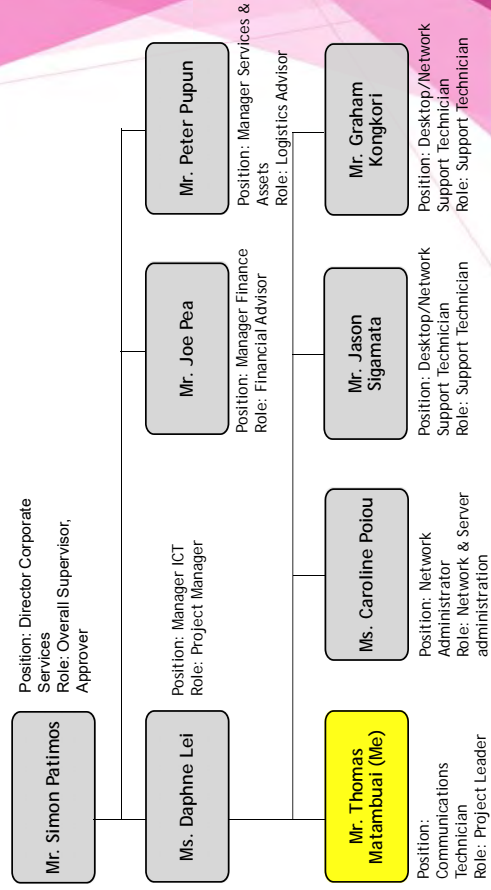 Mr. Simon Patimos
Position: Director Corporate
Services
Role: Overall Supervisor,
Approver
Ms. Daphne Lei
Position: Manager ICT
Role: Project Manager
Mr. Joe Pea
Position: Manager Finance
Role: Financial Advisor
Mr. Peter Pupun
Position: Manager Services &
Assets
Role: Logistics Advisor
Mr. Thomas
Matambuai (Me)
Position:
Communications
Technician
Role: Project Leader
Ms. Caroline Poiou
Position: Network
Administrator
Role: Network & Server
administration
Mr. Jason
Sigamata
Position: Desktop/Network
Support Technician
Role: Support Technician
Mr. Graham
Kongkori
Position: Desktop/Network
Support Technician
Role: Support Technician